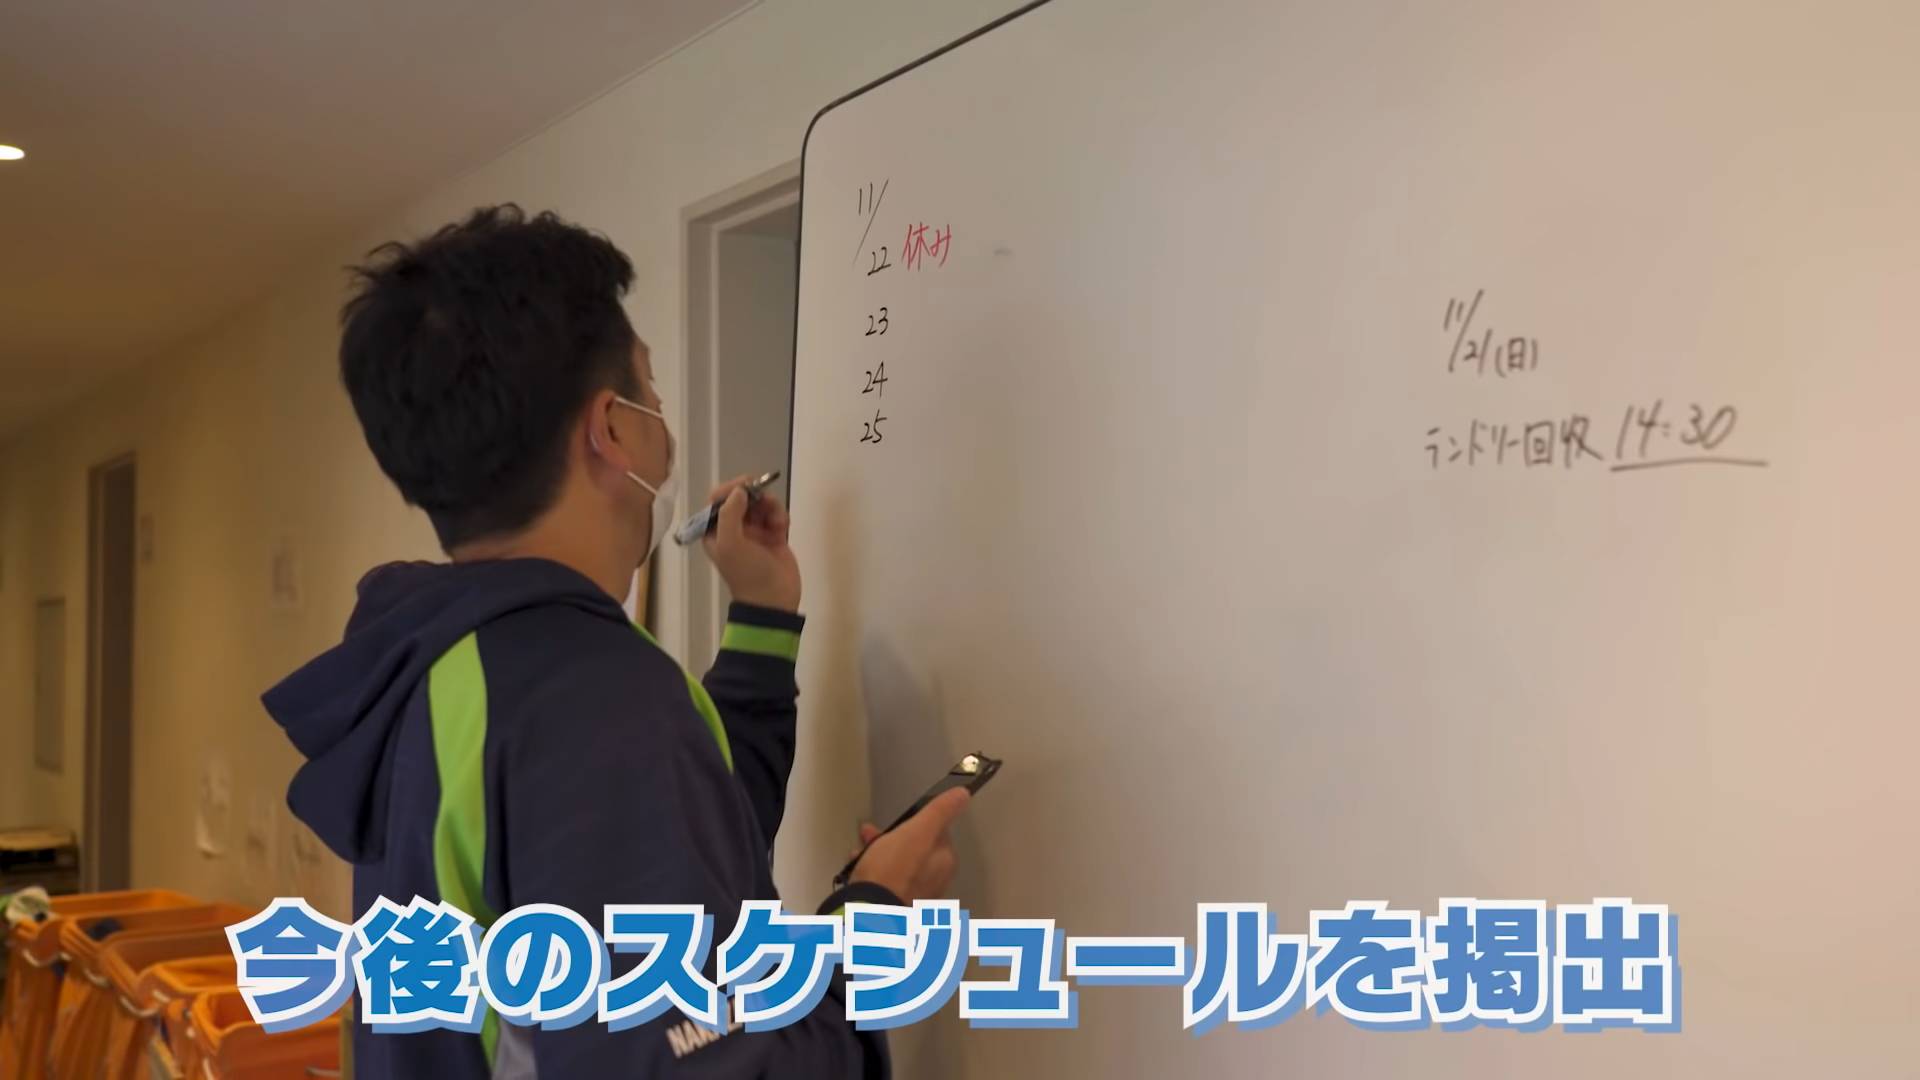 11/
22 休み
23
24
25
11/21(日)
ランドリー回収 14:30
今後のスケジュールを掲出